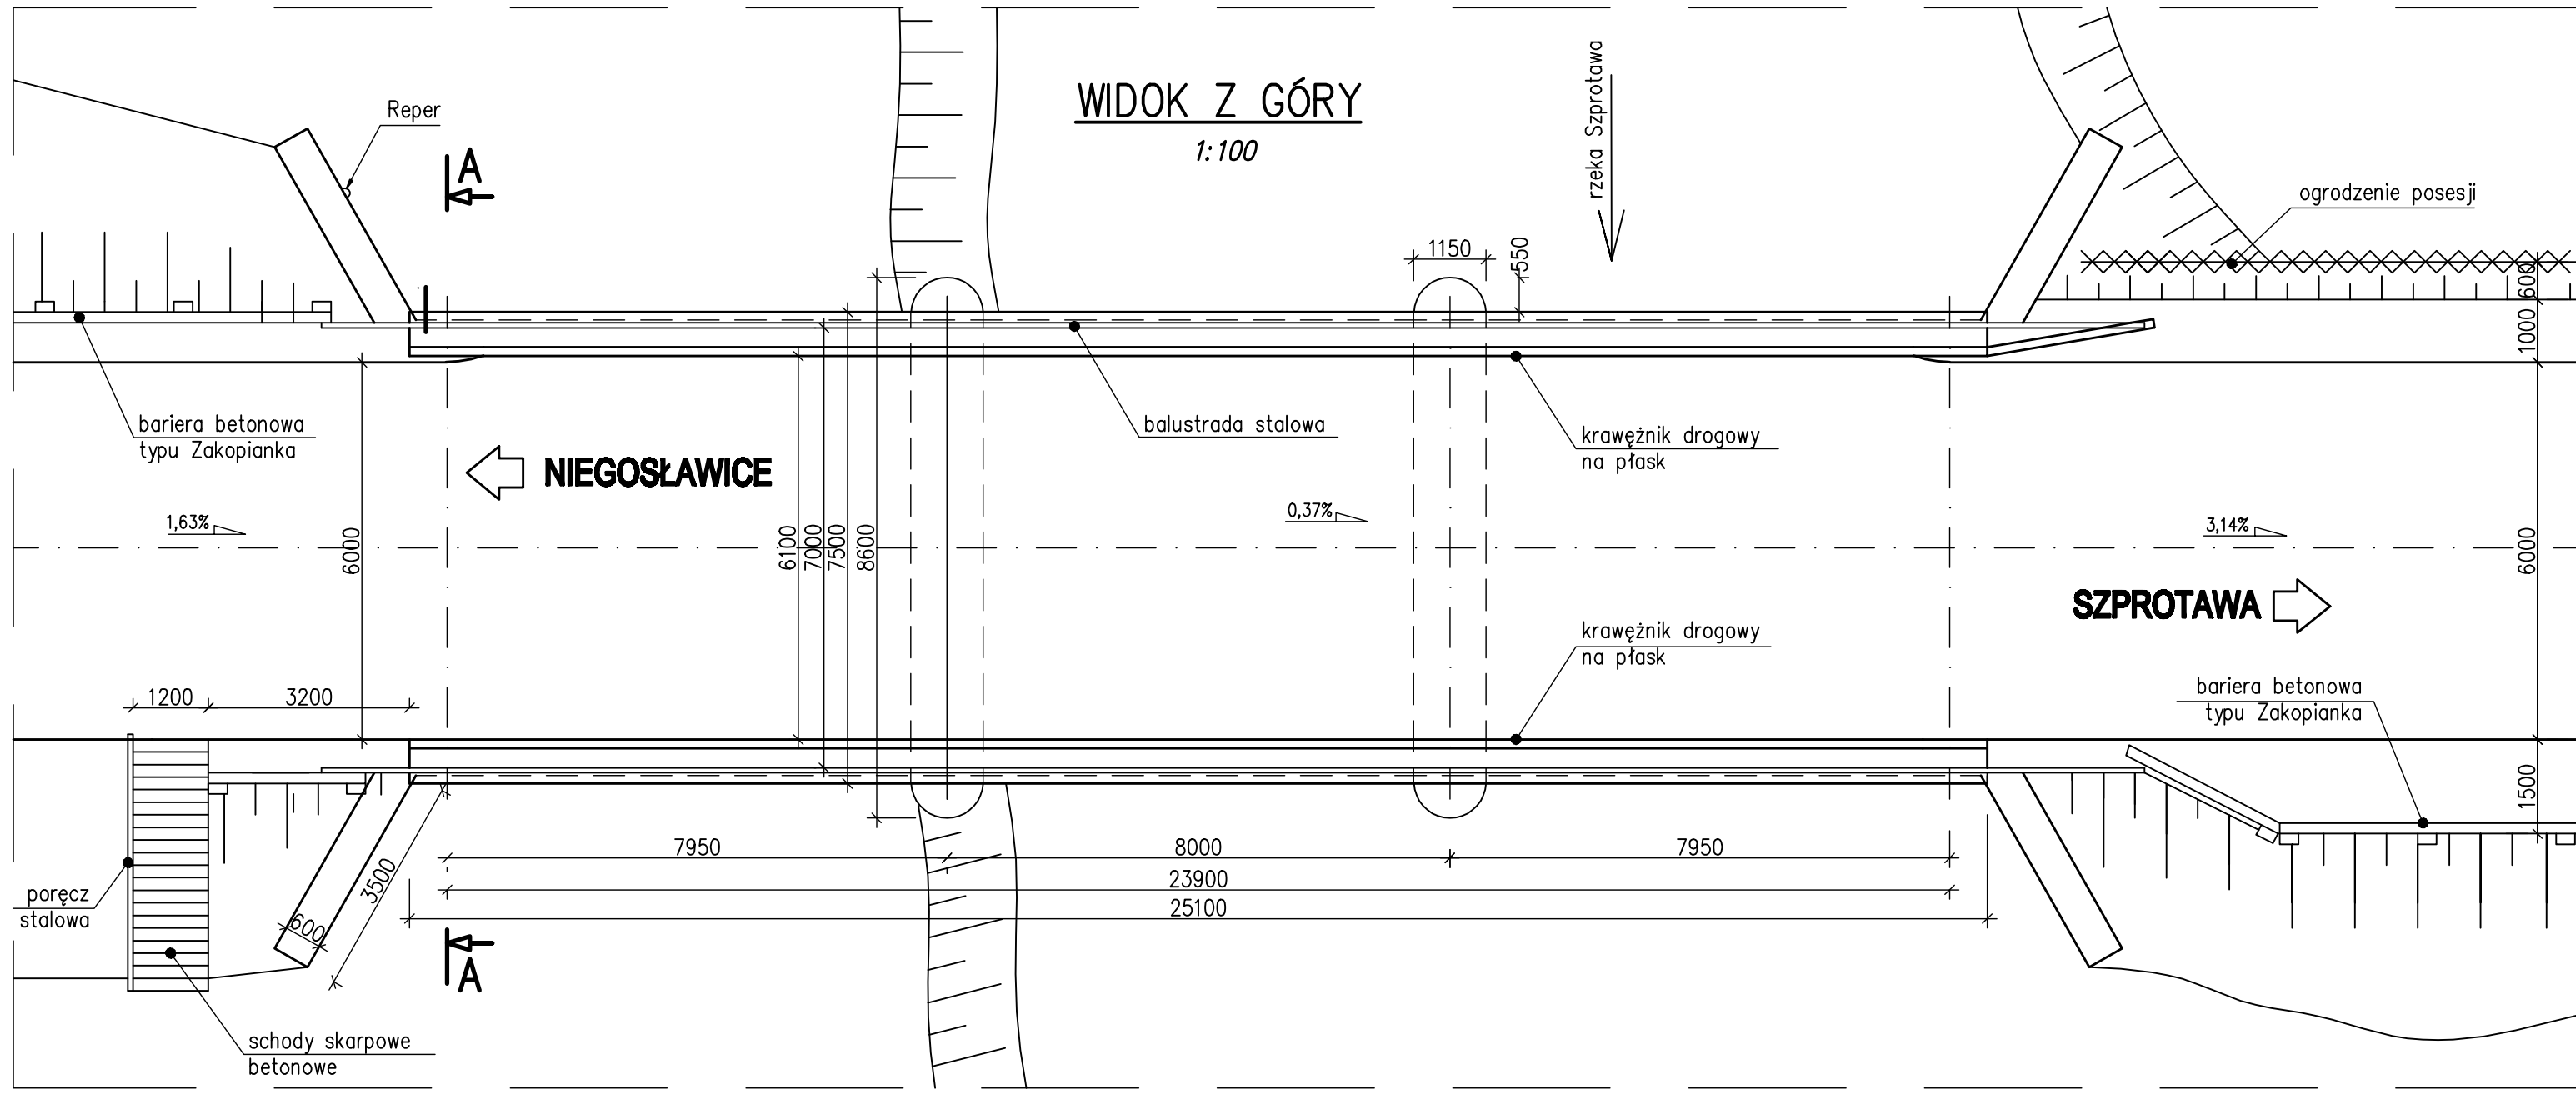 WIDOK Z GÓRY
1:100
Reper
A
rzeka Szprotawa
ogrodzenie posesji
1150
550
600
1000
bariera betonowa
typu Zakopianka
balustrada stalowa
krawężnik drogowy
na płask
NIEGOSŁAWICE
1,63%
0,37%
3,14%
6000
6100
7000
7500
8600
6000
SZPROTAWA
krawężnik drogowy
na płask
bariera betonowa
typu Zakopianka
1200
3200
1500
7950
8000
7950
23900
25100
3500
600
poręcz
stalowa
A
schody skarpowe
betonowe